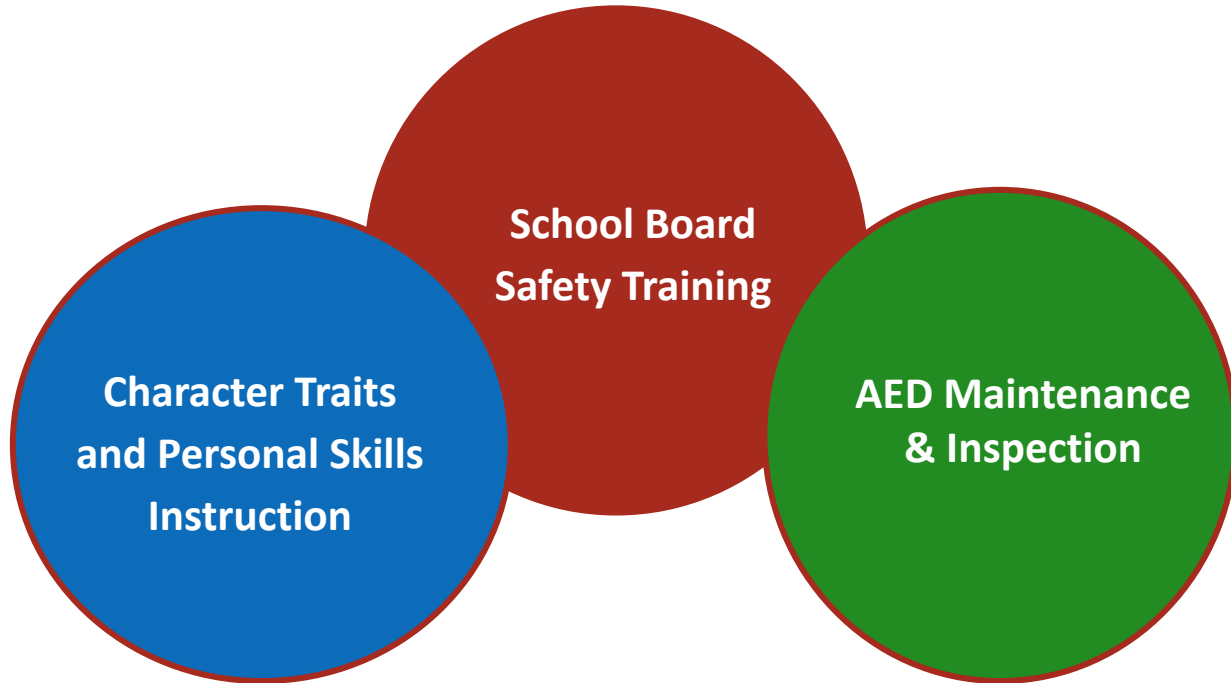 School Board
Safety Training
Character Traits
and Personal Skills
Instruction
AED Maintenance
& Inspection